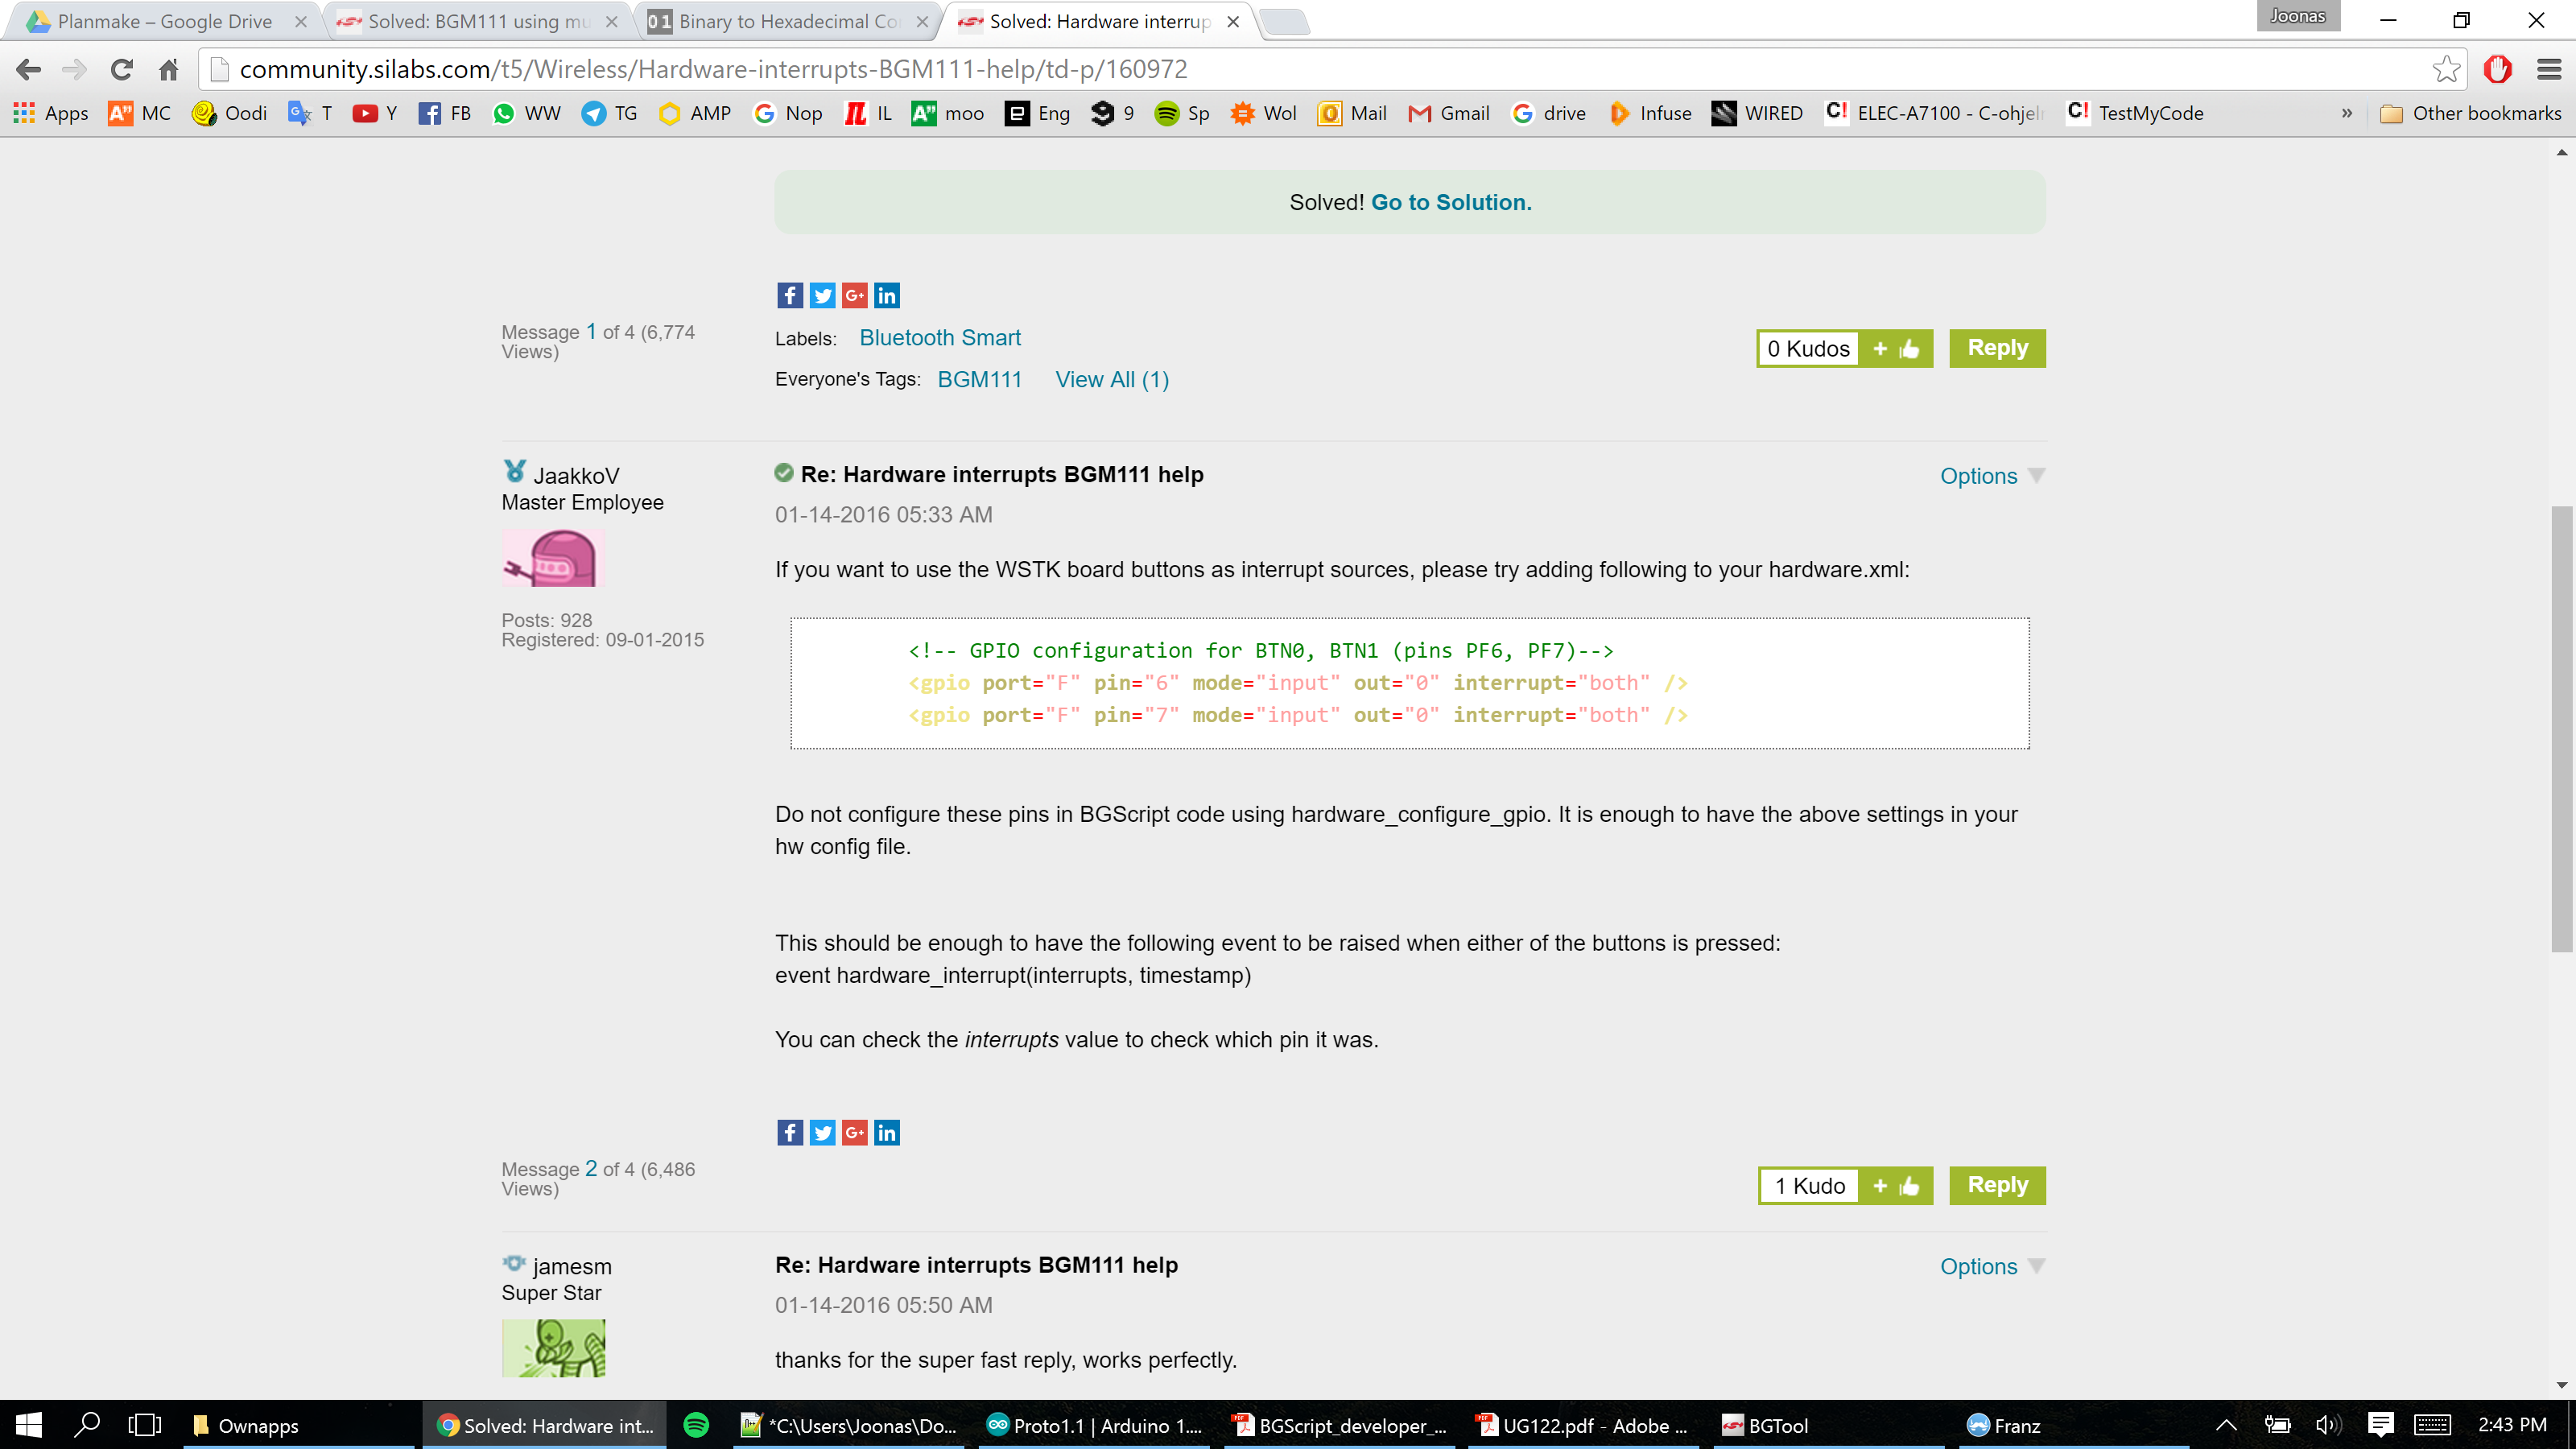 Planmake – Google Drive
Solved: BGM111 using mu
Binary to Hexadecimal Co
Solved: Hardware interrup
Joonas
community.silabs.com/t5/Wireless/Hardware-interrupts-BGM111-help/td-p/160972
Apps MC Oodi T Y FB WW TG AMP Nop IL moo Eng 9 Sp Wol Mail Gmail drive Infuse WIRED ELEC-A7100 - C-ohjel TestMyCode » Other bookmarks
Solved! Go to Solution.
Message 1 of 4 (6,774
Views)
Labels: Bluetooth Smart
Everyone's Tags: BGM111 View All (1)
0 Kudos + Reply
JaakkoV
Master Employee
Posts: 928
Registered: 09-01-2015
Re: Hardware interrupts BGM111 help
Options
01-14-2016 05:33 AM
If you want to use the WSTK board buttons as interrupt sources, please try adding following to your hardware.xml:
<!-- GPIO configuration for BTN0, BTN1 (pins PF6, PF7)-->
<gpio port="F" pin="6" mode="input" out="0" interrupt="both" />
<gpio port="F" pin="7" mode="input" out="0" interrupt="both" />
Do not configure these pins in BGScript code using hardware_configure_gpio. It is enough to have the above settings in your
hw config file.
This should be enough to have the following event to be raised when either of the buttons is pressed:
event hardware_interrupt(interrupts, timestamp)
You can check the interrupts value to check which pin it was.
Message 2 of 4 (6,486
Views)
1 Kudo + Reply
jamesm
Super Star
Re: Hardware interrupts BGM111 help
Options
01-14-2016 05:50 AM
thanks for the super fast reply, works perfectly.
Ownapps
Solved: Hardware int...
*C:\Users\Joonas\Do...
Proto1.1 | Arduino 1....
BGScript_developer_...
UG122.pdf - Adobe ...
BGTool
Franz
2:43 PM